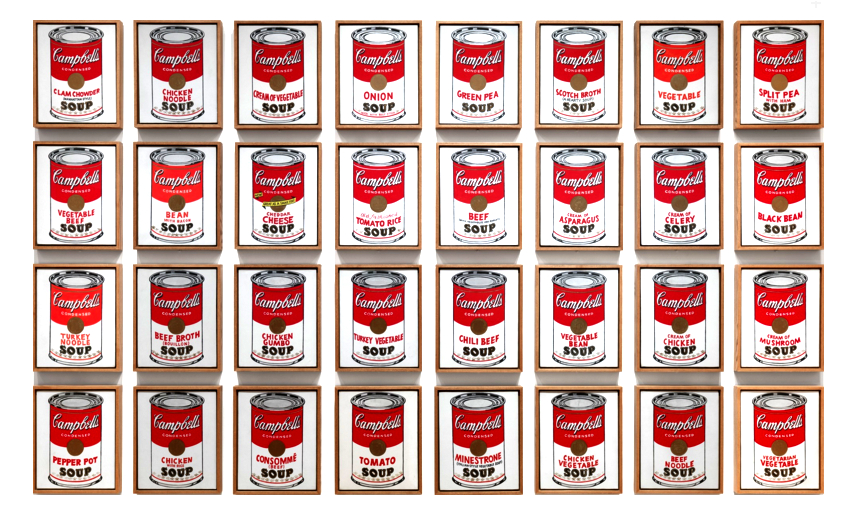 Campbell's
CONDENSED
CLAM CHOWDER
(MANHATTAN STYLE)
SOUP
Campbell's
CONDENSED
CHICKEN
NOODLE
SOUP
Campbell's
CONDENSED
CREAM OF VEGETABLE
SOUP
Campbell's
CONDENSED
ONION
SOUP
Campbell's
CONDENSED
GREEN PEA
SOUP
Campbell's
CONDENSED
SCOTCH BROTH
(A HEARTY SOUP)
SOUP
Campbell's
CONDENSED
VEGETABLE
SOUP
Campbell's
CONDENSED
SPLIT PEA
WITH HAM
SOUP
Campbell's
CONDENSED
VEGETABLE
BEEF
SOUP
Campbell's
CONDENSED
BEAN
WITH BACON
SOUP
Campbell's
CONDENSED
CHEDDAR
CHEESE
SOUP
Campbell's
CONDENSED
Old Fashioned
TOMATO RICE
SOUP
Campbell's
CONDENSED
BEEF
SOUP
Campbell's
CONDENSED
CREAM OF
ASPARAGUS
SOUP
Campbell's
CONDENSED
CREAM OF
CELERY
SOUP
Campbell's
CONDENSED
BLACK BEAN
SOUP
Campbell's
CONDENSED
TURKEY
NOODLE
SOUP
Campbell's
CONDENSED
BEEF BROTH
(BOUILLON)
SOUP
Campbell's
CONDENSED
CHICKEN
GUMBO
SOUP
Campbell's
CONDENSED
TURKEY VEGETABLE
SOUP
Campbell's
CONDENSED
CHILI BEEF
SOUP
Campbell's
CONDENSED
VEGETABLE
BEAN
SOUP
Campbell's
CONDENSED
CREAM OF
CHICKEN
SOUP
Campbell's
CONDENSED
CREAM OF
MUSHROOM
SOUP
Campbell's
CONDENSED
PEPPER POT
SOUP
Campbell's
CONDENSED
CHICKEN
WITH RICE
SOUP
Campbell's
CONDENSED
CONSOMMÉ
(BEEF)
SOUP
Campbell's
CONDENSED
TOMATO
SOUP
Campbell's
CONDENSED
MINESTRONE
SOUP
Campbell's
CONDENSED
CHICKEN
VEGETABLE
SOUP
Campbell's
CONDENSED
BEEF
NOODLE
SOUP
Campbell's
CONDENSED
VEGETARIAN
VEGETABLE
SOUP